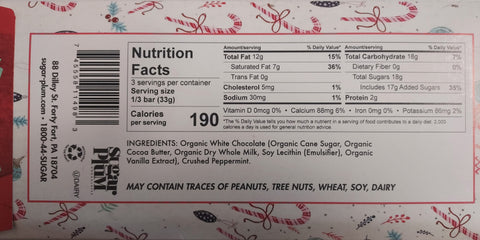 88 Dilley St. Forty Fort, PA 18704
sugar-plum.com • 1-800-44-SUGAR
Nutrition
Facts
3 servings per container
Serving size
1/3 bar (33g)
Calories
per serving
190
Amount/serving % Daily Value*
Total Fat 12g 15%
Saturated Fat 7g 36%
Trans Fat 0g
Cholesterol 5mg 1%
Sodium 30mg 1%
Amount/serving % Daily Value*
Total Carbohydrate 18g 7%
Dietary Fiber 0g 0%
Total Sugars 18g
Includes 17g Added Sugars 35%
Protein 2g
Vitamin D 0mcg 0% • Calcium 88mg 6% • Iron 0mg 0% • Potassium 86mg 2%
*The % Daily Value tells you how much a nutrient in a serving of food contributes to a daily diet. 2,000
calories a day is used for general nutrition advice.
Sugar
Plum
DAIRY
INGREDIENTS: Organic White Chocolate (Organic Cane Sugar, Organic
Cocoa Butter, Organic Dry Whole Milk, Soy Lecithin (Emulsifier), Organic
Vanilla Extract), Crushed Peppermint.
MAY CONTAIN TRACES OF PEANUTS, TREE NUTS, WHEAT, SOY, DAIRY